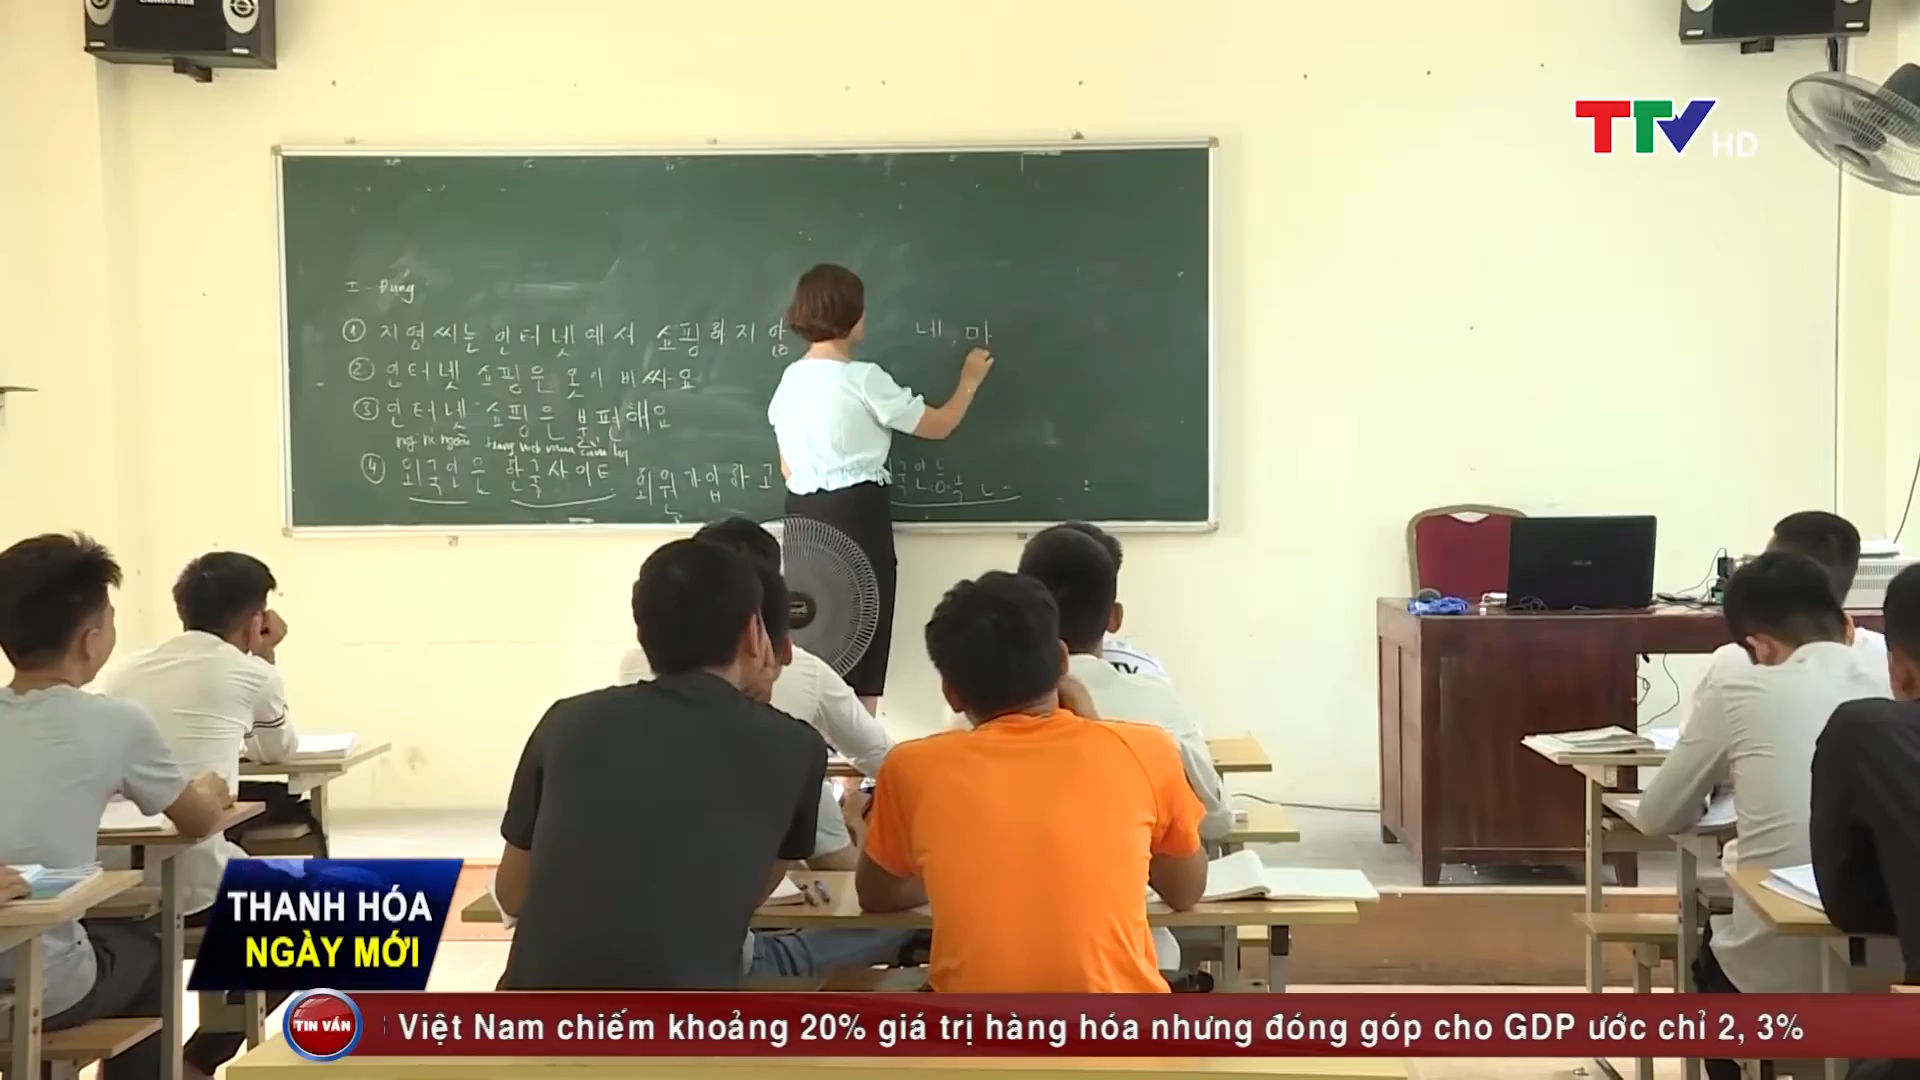 TTV HD
I - Đúng
① 지영 씨는 인터넷에서 쇼핑하지
네, 마
② 인터넷 쇼핑은 옷이 비싸요
③ 인터넷 쇼핑은 불편해요
④ 외국인은 한국 사이트 회원 가입하고
THANH HÓA
NGÀY MỚI
TIN VẮN Việt Nam chiếm khoảng 20% giá trị hàng hóa nhưng đóng góp cho GDP ước chỉ 2, 3%